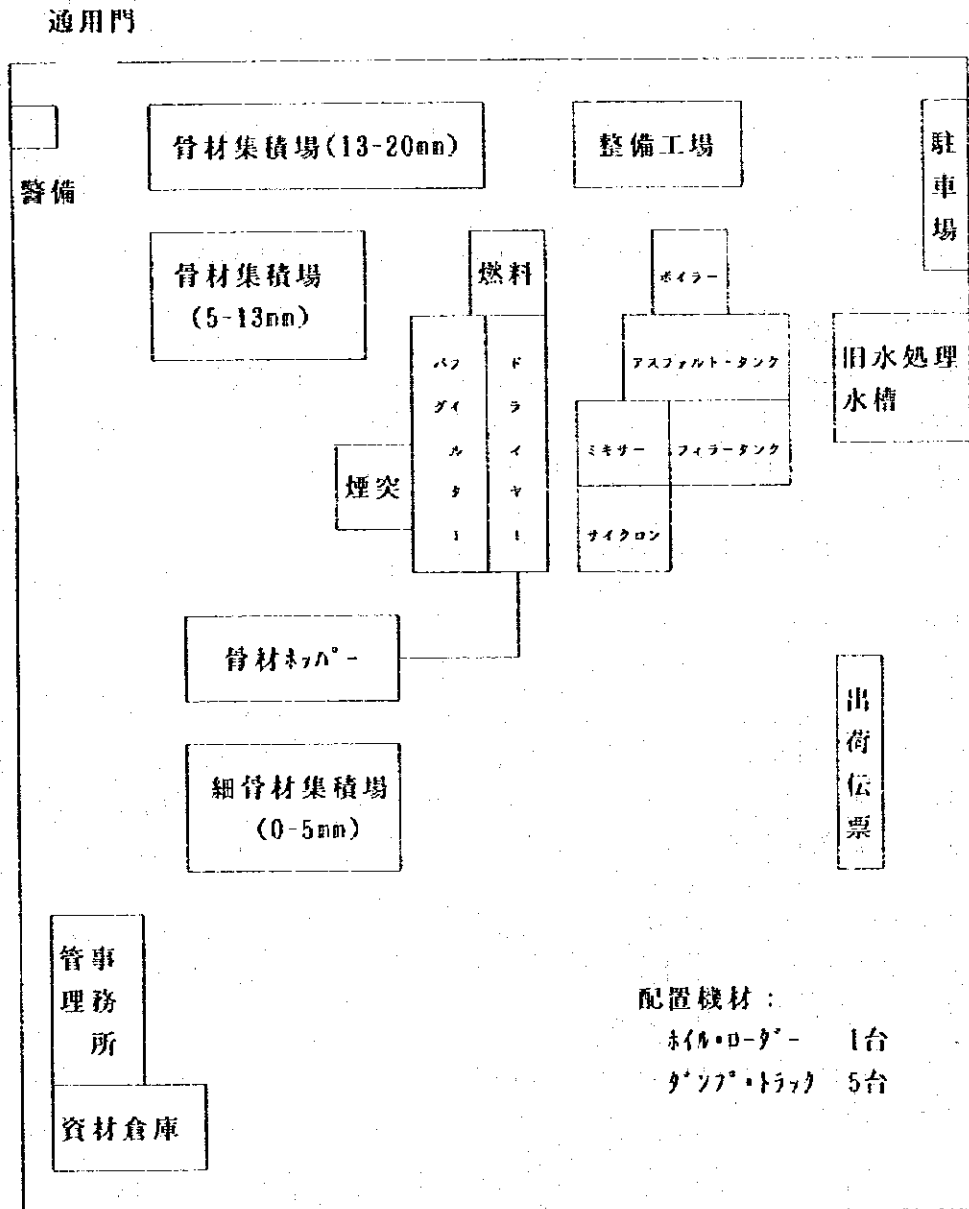 通用門
警備
骨材集積場(13-20mm)
整備工場
駐車場
骨材集積場
(5-13mm)
燃料
ボイラー
バグフィルター
ドライヤー
アスファルト-タンク
旧水処理
水槽
ミキサー
フィラータンク
煙突
サイクロン
骨材ホッパー
出荷伝票
細骨材集積場
(0-5mm)
管理事務所
資材倉庫
配置機材：
ホイル・ローダー 1台
ダンプ・トラック 5台